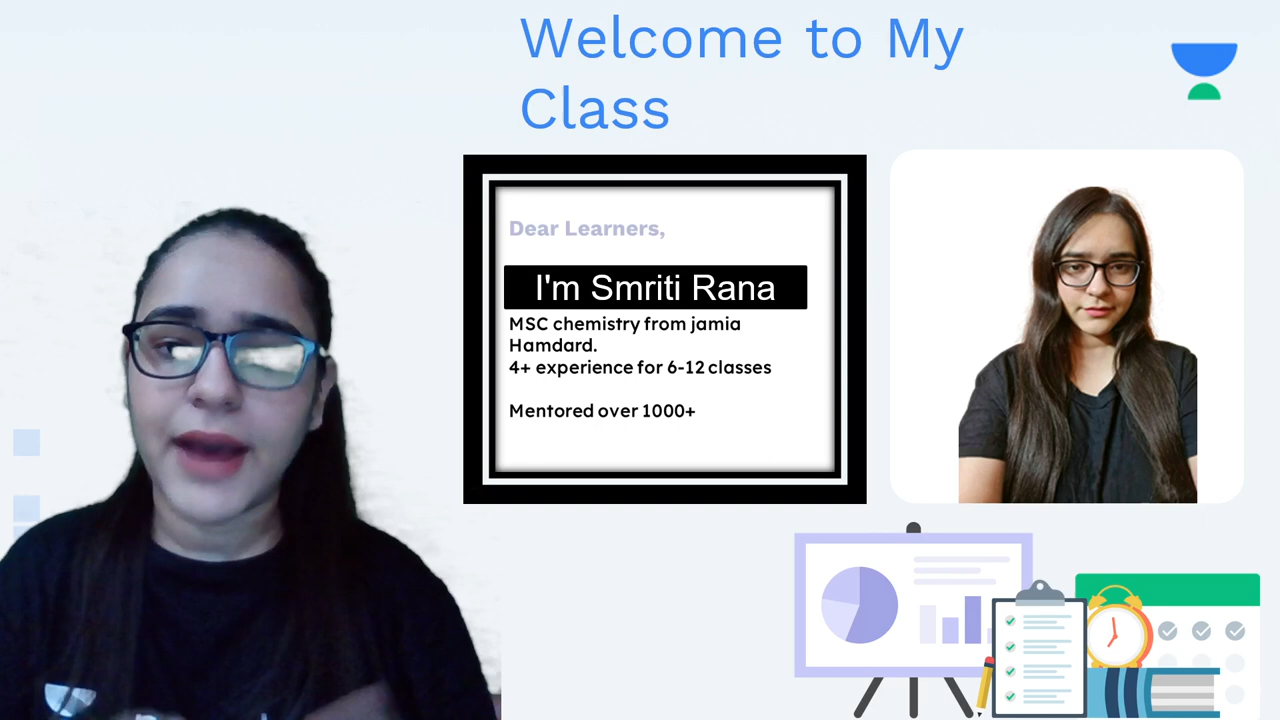 Welcome to My
Class
Dear Learners,
I'm Smriti Rana
MSC chemistry from jamia
Hamdard.
4+ experience for 6-12 classes
Mentored over 1000+